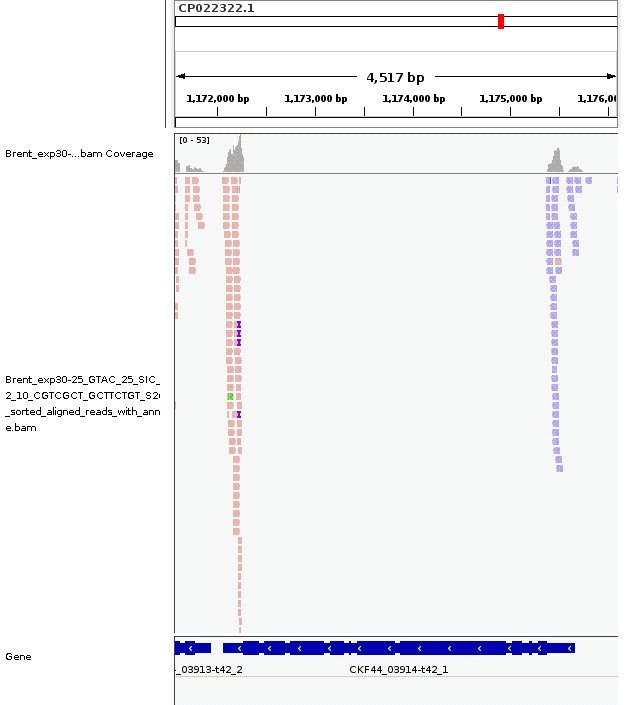 CP022322.1
4,517 bp
1,172,000 bp 1,173,000 bp 1,174,000 bp 1,175,000 bp 1,176,0
[0 - 53]
Brent_exp30-...bam Coverage
Brent_exp30-25_GTAC_25_SIC_
2_10_CGTCGCT_GCTTCTGT_S2
_sorted_aligned_reads_with_ann
e.bam
Gene
_03913-t42_2 CKF44_03914-t42_1